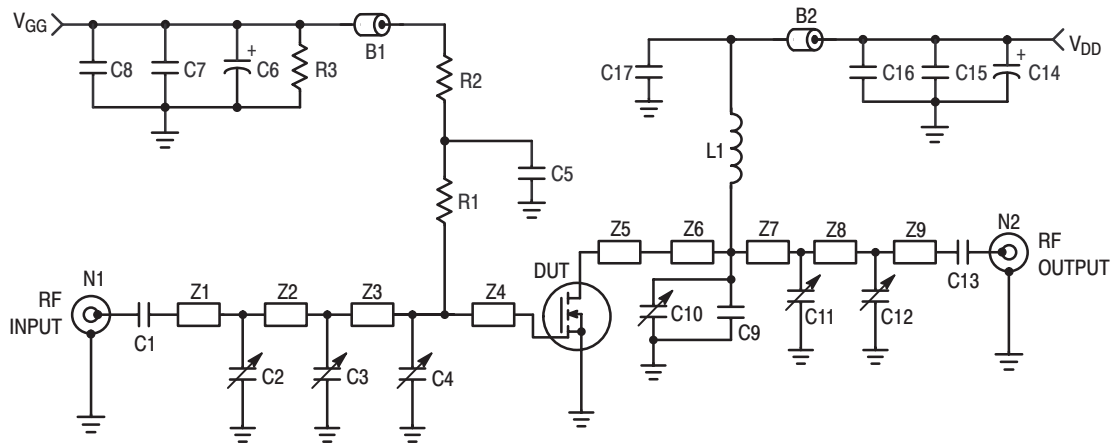 V_GG
B1
C8
C7
+
C6
R3
R2
C5
R1
B2
V_DD
C17
C16
C15
+
C14
L1
N1
RF
INPUT
C1
Z1
Z2
Z3
Z4
C2
C3
C4
DUT
Z5
Z6
Z7
Z8
Z9
C10
C9
C11
C12
C13
N2
RF
OUTPUT